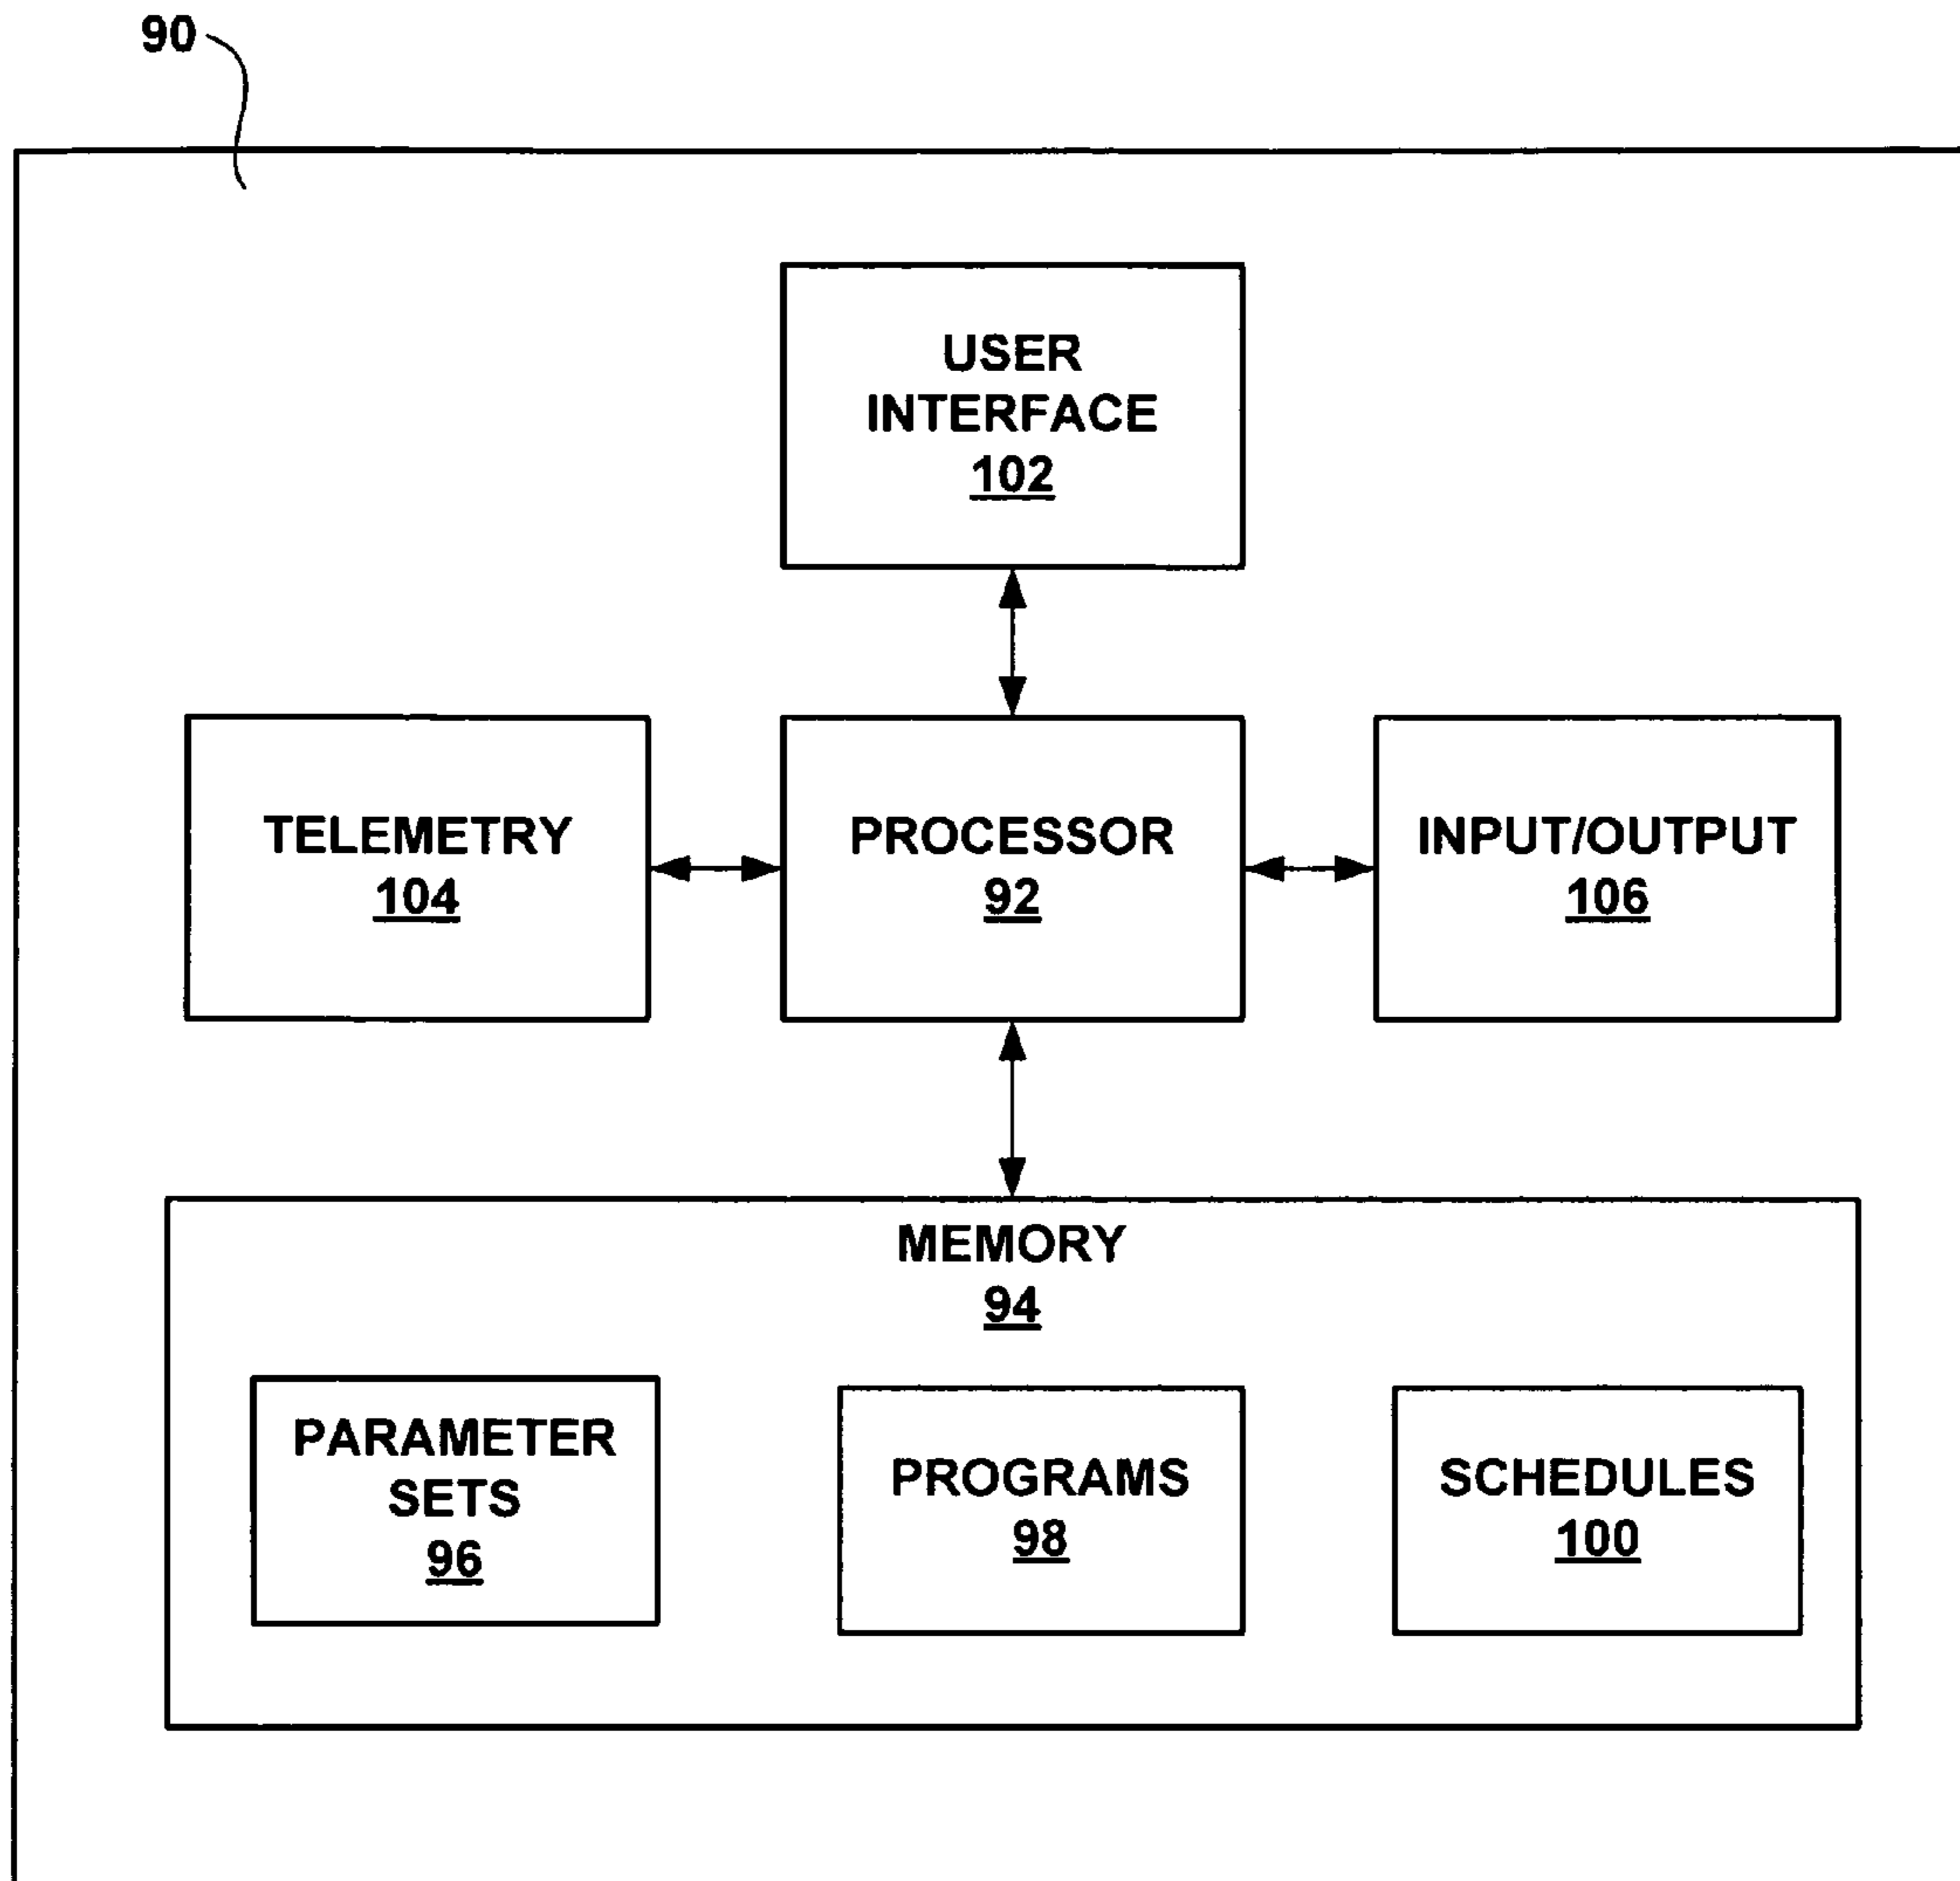 90
USER
INTERFACE
102
TELEMETRY
104
PROCESSOR
92
INPUT/OUTPUT
106
MEMORY
94
PARAMETER
SETS
96
PROGRAMS
98
SCHEDULES
100